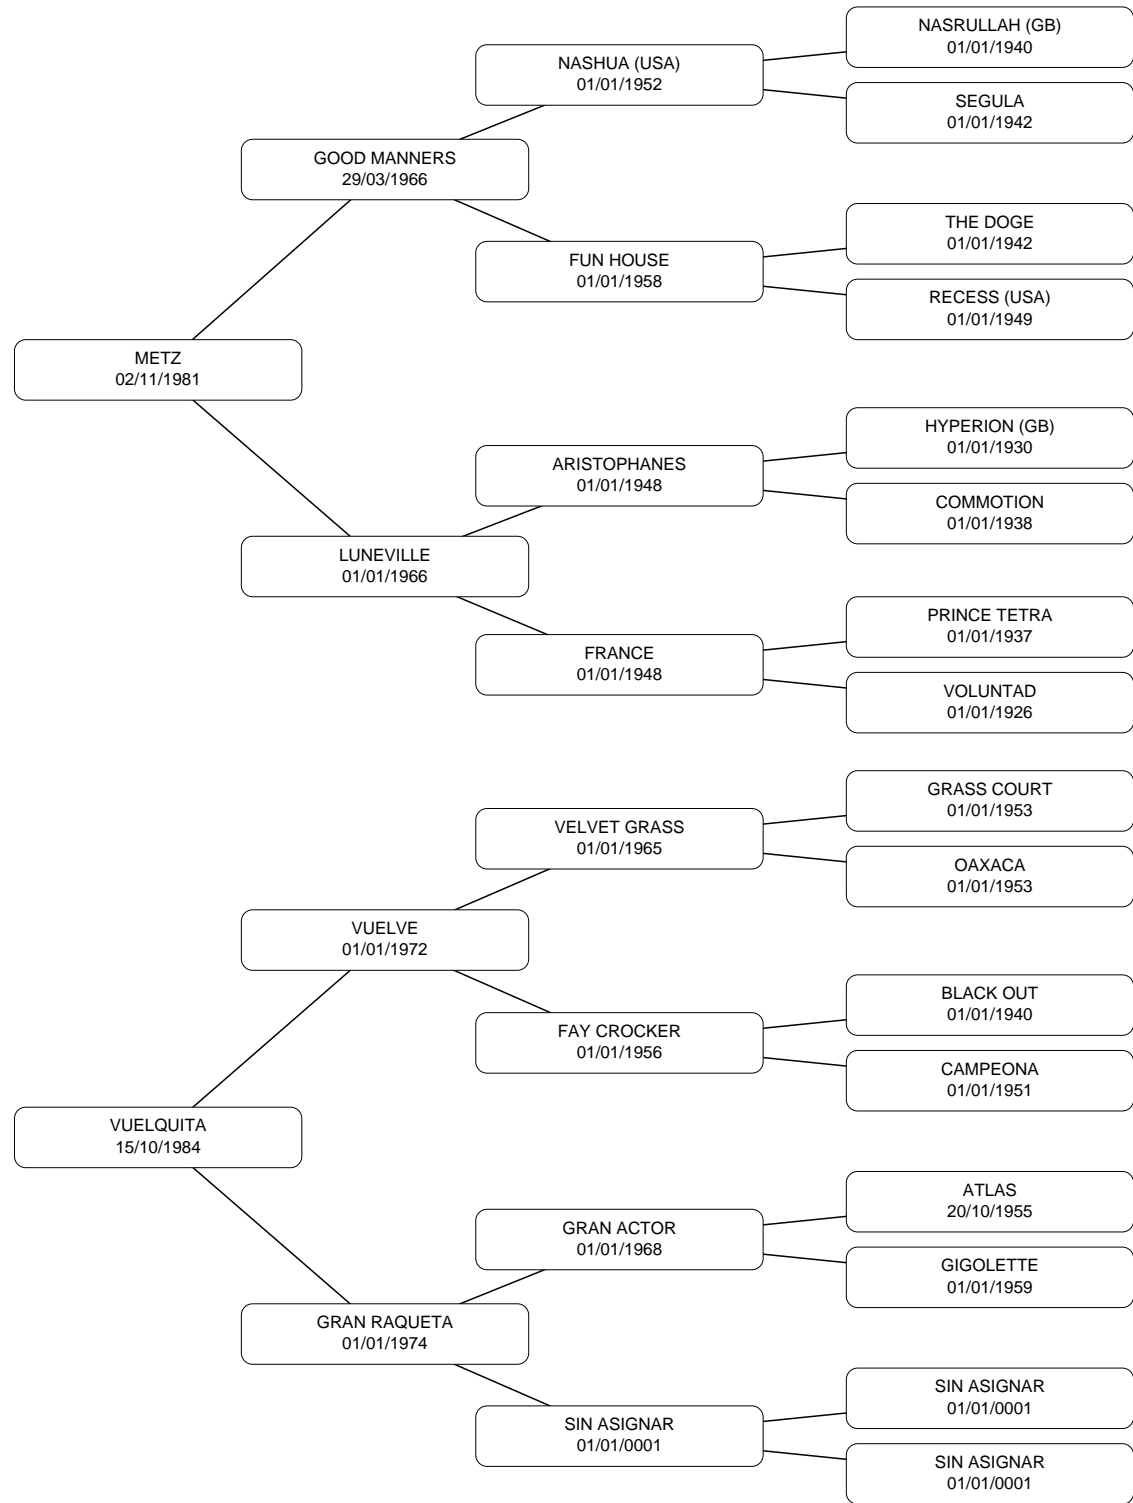 NASRULLAH (GB)
01/01/1940
NASHUA (USA)
01/01/1952
SEGULA
01/01/1942
GOOD MANNERS
29/03/1966
THE DOGE
01/01/1942
FUN HOUSE
01/01/1958
RECESS (USA)
01/01/1949
METZ
02/11/1981
HYPERION (GB)
01/01/1930
ARISTOPHANES
01/01/1948
COMMOTION
01/01/1938
LUNEVILLE
01/01/1966
PRINCE TETRA
01/01/1937
FRANCE
01/01/1948
VOLUNTAD
01/01/1926
GRASS COURT
01/01/1953
VELVET GRASS
01/01/1965
OAXACA
01/01/1953
VUELVE
01/01/1972
BLACK OUT
01/01/1940
FAY CROCKER
01/01/1956
CAMPEONA
01/01/1951
VUELQUITA
15/10/1984
ATLAS
20/10/1955
GRAN ACTOR
01/01/1968
GIGOLETTE
01/01/1959
GRAN RAQUETA
01/01/1974
SIN ASIGNAR
01/01/0001
SIN ASIGNAR
01/01/0001
SIN ASIGNAR
01/01/0001